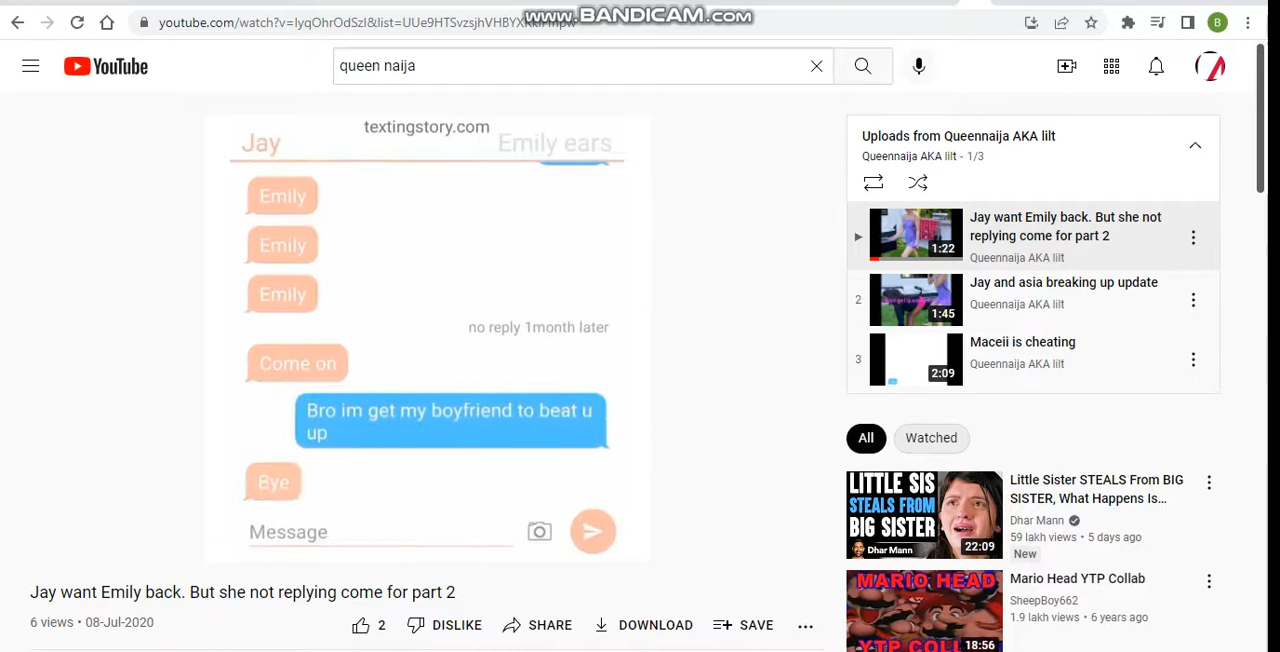 youtube.com/watch?v=IyqOhrOdSzI&list=UUe9HTSvzsjhVHBYX
www.BANDICAM.com
B
YouTube
queen naija
textingstory.com
Jay
Emily ears
Emily
Emily
Emily
no reply 1month later
Come on
Bro im get my boyfriend to beat u
up
Bye
Message
Jay want Emily back. But she not replying come for part 2
6 views • 08-Jul-2020
2
DISLIKE
SHARE
DOWNLOAD
SAVE
Uploads from Queennaija AKA lilt
Queennaija AKA lilt - 1/3
1:22
Jay want Emily back. But she not
replying come for part 2
Queennaija AKA lilt
2
1:45
Jay and asia breaking up update
Queennaija AKA lilt
3
2:09
Maceii is cheating
Queennaija AKA lilt
All
Watched
LITTLE SIS
STEALS FROM
BIG SISTER
Dhar Mann
22:09
Little Sister STEALS From BIG
SISTER, What Happens Is...
Dhar Mann
59 lakh views • 5 days ago
New
MARIO HEAD
YTP COLL
18:56
Mario Head YTP Collab
SheepBoy662
1.9 lakh views • 6 years ago